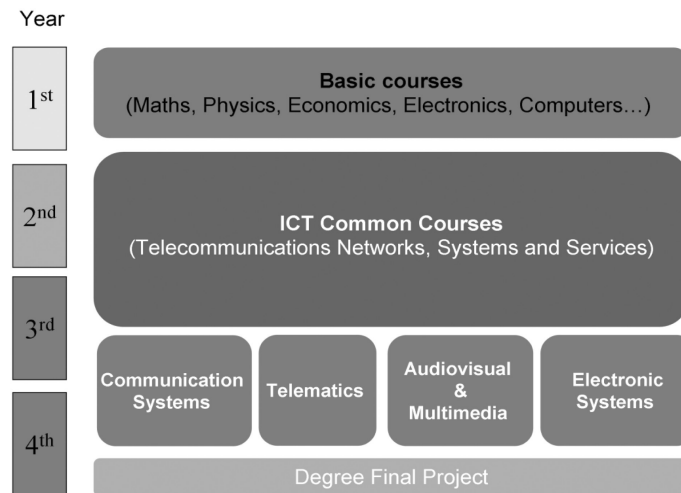 Year
1st
Basic courses
(Maths, Physics, Economics, Electronics, Computers…)
2nd
ICT Common Courses
(Telecommunications Networks, Systems and Services)
3rd
Communication
Systems
Telematics
Audiovisual
&
Multimedia
Electronic
Systems
4th
Degree Final Project